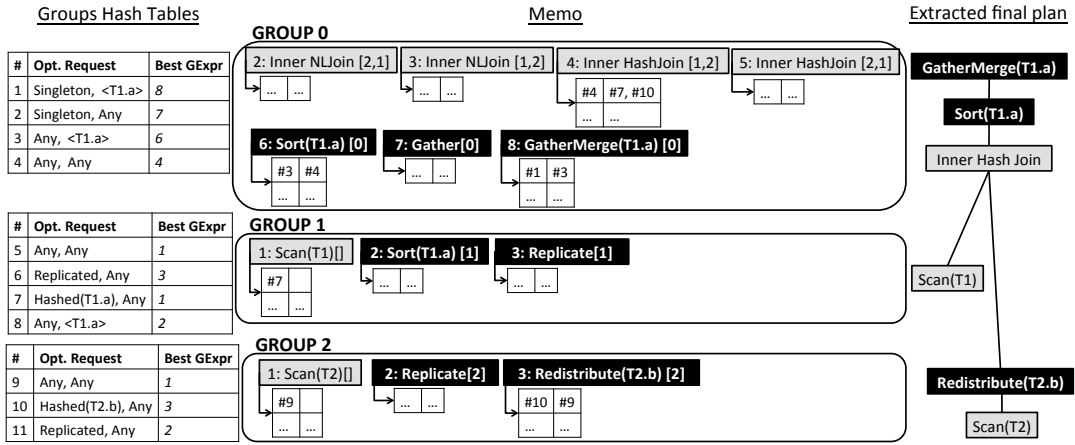 Groups Hash Tables
Memo
Extracted final plan
GROUP 0
# Opt. Request Best GExpr
1 Singleton, <T1.a> 8
2 Singleton, Any 7
3 Any, <T1.a> 6
4 Any, Any 4
2: Inner NLJoin [2,1]
... ...
3: Inner NLJoin [1,2]
... ...
4: Inner HashJoin [1,2]
#4 #7, #10
... ...
5: Inner HashJoin [2,1]
... ...
6: Sort(T1.a) [0]
#3 #4
... ...
7: Gather[0]
... ...
8: GatherMerge(T1.a) [0]
#1 #3
... ...
GROUP 1
# Opt. Request Best GExpr
5 Any, Any 1
6 Replicated, Any 3
7 Hashed(T1.a), Any 1
8 Any, <T1.a> 2
1: Scan(T1)[]
#7
... ...
2: Sort(T1.a) [1]
... ...
3: Replicate[1]
... ...
GROUP 2
# Opt. Request Best GExpr
9 Any, Any 1
10 Hashed(T2.b), Any 3
11 Replicated, Any 2
1: Scan(T2)[]
#9
... ...
2: Replicate[2]
... ...
3: Redistribute(T2.b) [2]
#10 #9
... ...
GatherMerge(T1.a)
Sort(T1.a)
Inner Hash Join
Scan(T1)
Redistribute(T2.b)
Scan(T2)